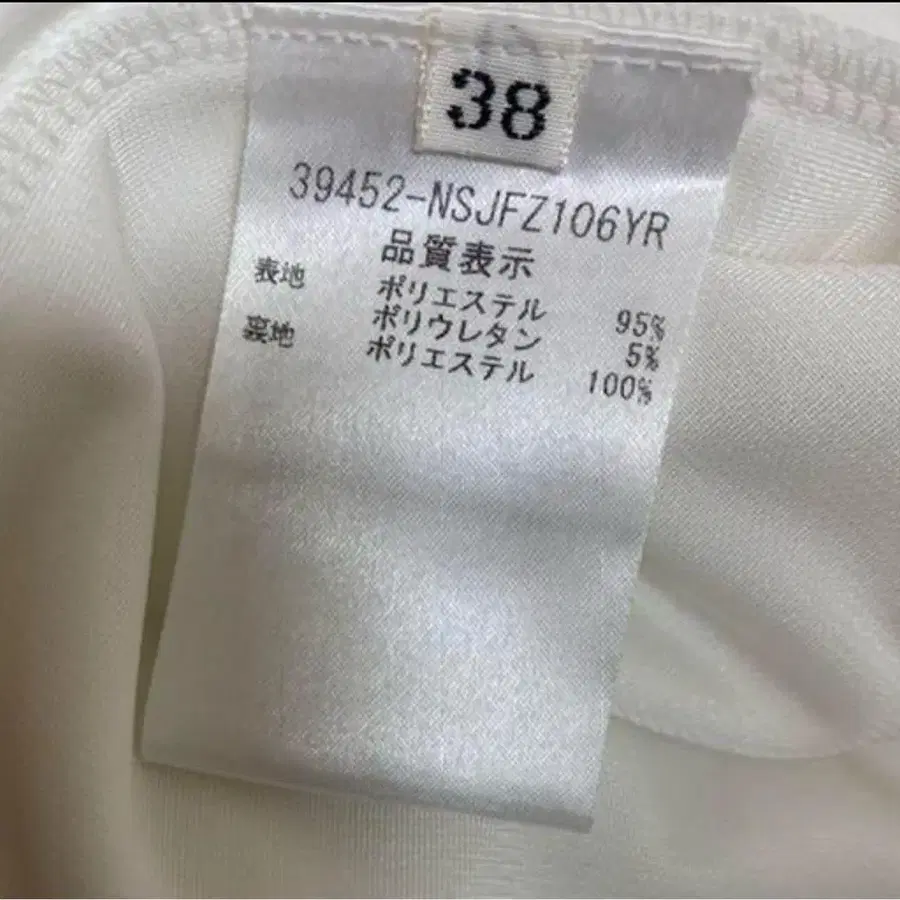 38
39452-NSJFZ106YR
品質表示
表地 ポリエステル 95%
ポリウレタン 5%
裏地 ポリエステル 100%